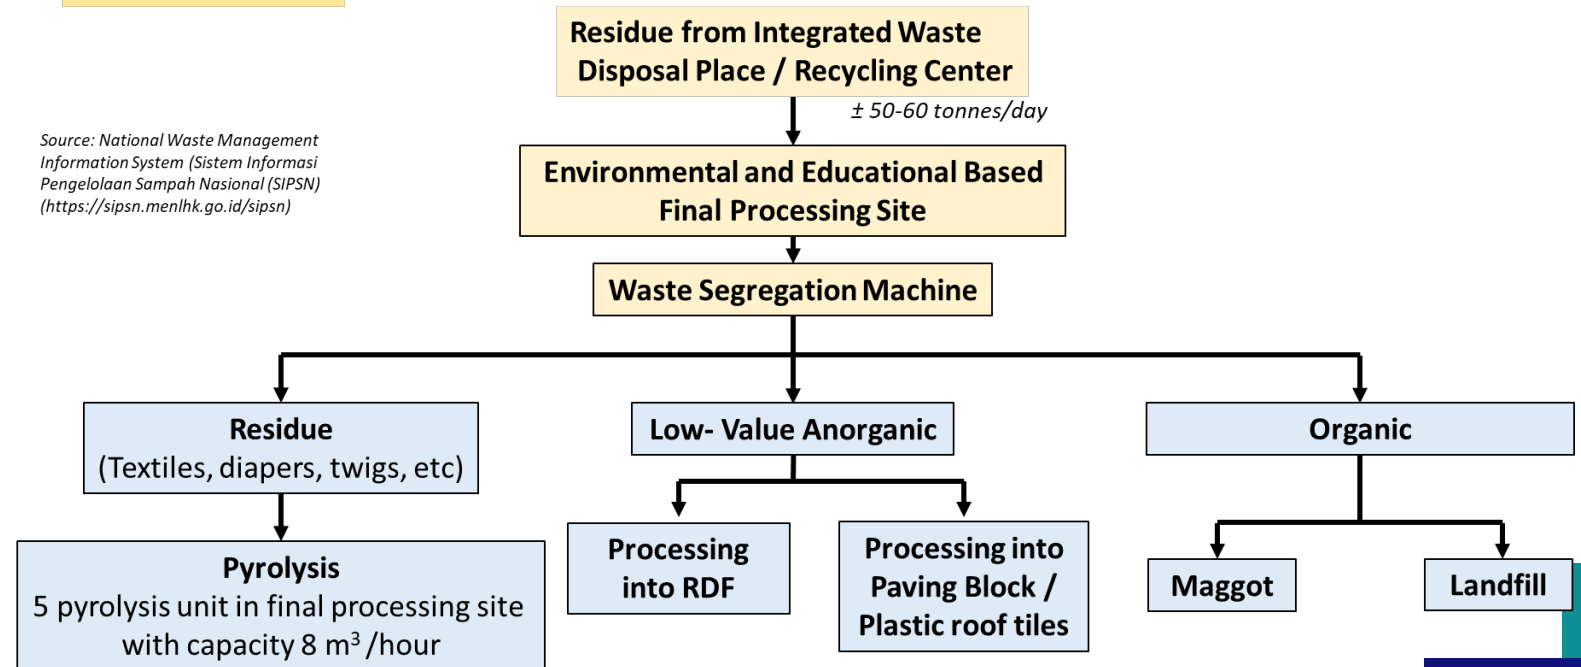 Residue from Integrated Waste
Disposal Place / Recycling Center
± 50-60 tonnes/day
Source: National Waste Management
Information System (Sistem Informasi
Pengelolaan Sampah Nasional (SIPSN)
(https://sipsn.menlhk.go.id/sipsn)
Environmental and Educational Based
Final Processing Site
Waste Segregation Machine
Residue
(Textiles, diapers, twigs, etc)
Low- Value Anorganic
Organic
Pyrolysis
5 pyrolysis unit in final processing site
with capacity 8 m³ /hour
Processing
into RDF
Processing into
Paving Block /
Plastic roof tiles
Maggot
Landfill